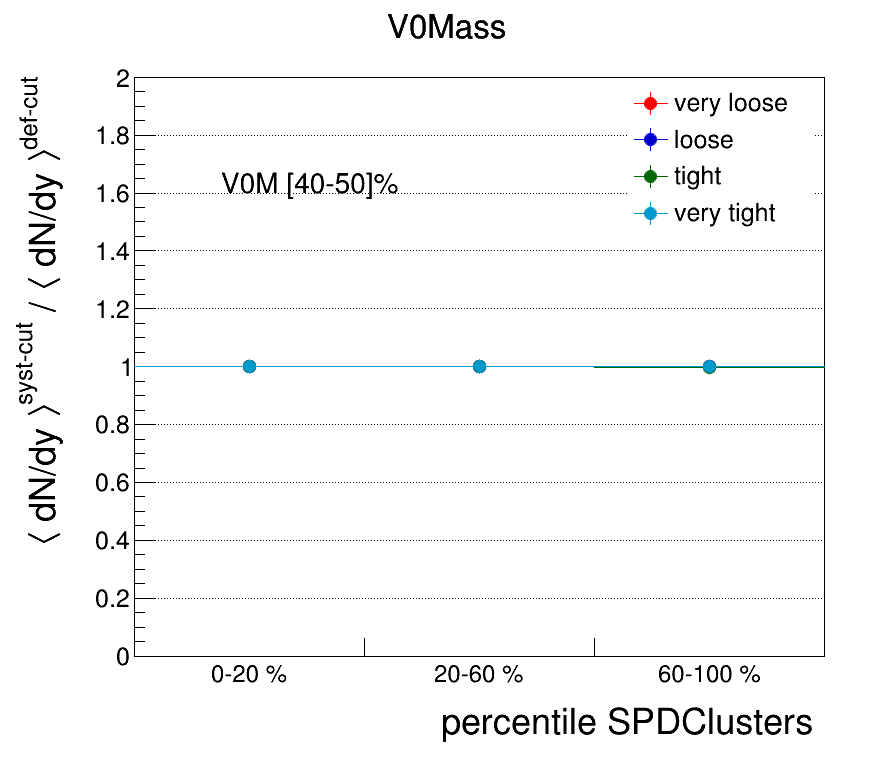 V0Mass
⟨ dN/dy ⟩^syst-cut / ⟨ dN/dy ⟩^def-cut
2
1.8
1.6
1.4
1.2
1
0.8
0.6
0.4
0.2
0
V0M [40-50]%
very loose
loose
tight
very tight
0-20 %
20-60 %
60-100 %
percentile SPDClusters